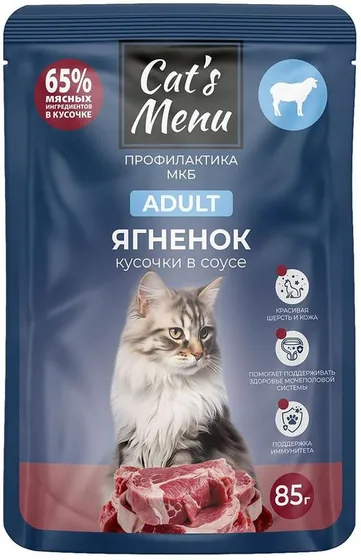 65%
МЯСНЫХ
ИНГРЕДИЕНТОВ
В КУСОЧКЕ
Cat's
Menu
ПРОФИЛАКТИКА
МКБ
ADULT
ЯГНЕНОК
кусочки в соусе
КРАСИВАЯ
ШЕРСТЬ И КОЖА
ПОМОГАЕТ ПОДДЕРЖИВАТЬ
ЗДОРОВЬЕ МОЧЕПОЛОВОЙ
СИСТЕМЫ
ПОДДЕРЖКА
ИММУНИТЕТА
85г